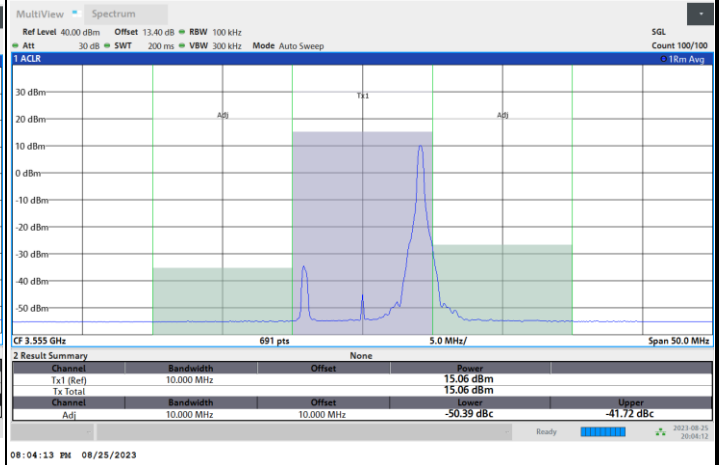 MultiView Spectrum
Ref Level 40.00 dBm Offset 13.40 dB RBW 100 kHz SGL
Att 30 dB SWT 200 ms VBW 300 kHz Mode Auto Sweep Count 100/100
1 ACLR 1Rm Avg
30 dBm
Tx1
20 dBm
Adj Adj
10 dBm
0 dBm
-10 dBm
-20 dBm
-30 dBm
-40 dBm
-50 dBm
CF 3.555 GHz 691 pts 5.0 MHz/ Span 50.0 MHz
2 Result Summary None
Channel Bandwidth Offset Power
Tx1 (Ref) 10.000 MHz 15.06 dBm
Tx Total 15.06 dBm
Channel Bandwidth Offset Lower Upper
Adj 10.000 MHz 10.000 MHz -50.39 dBc -41.72 dBc
Ready 2023-08-25
20:04:12
08:04:13 PM 08/25/2023